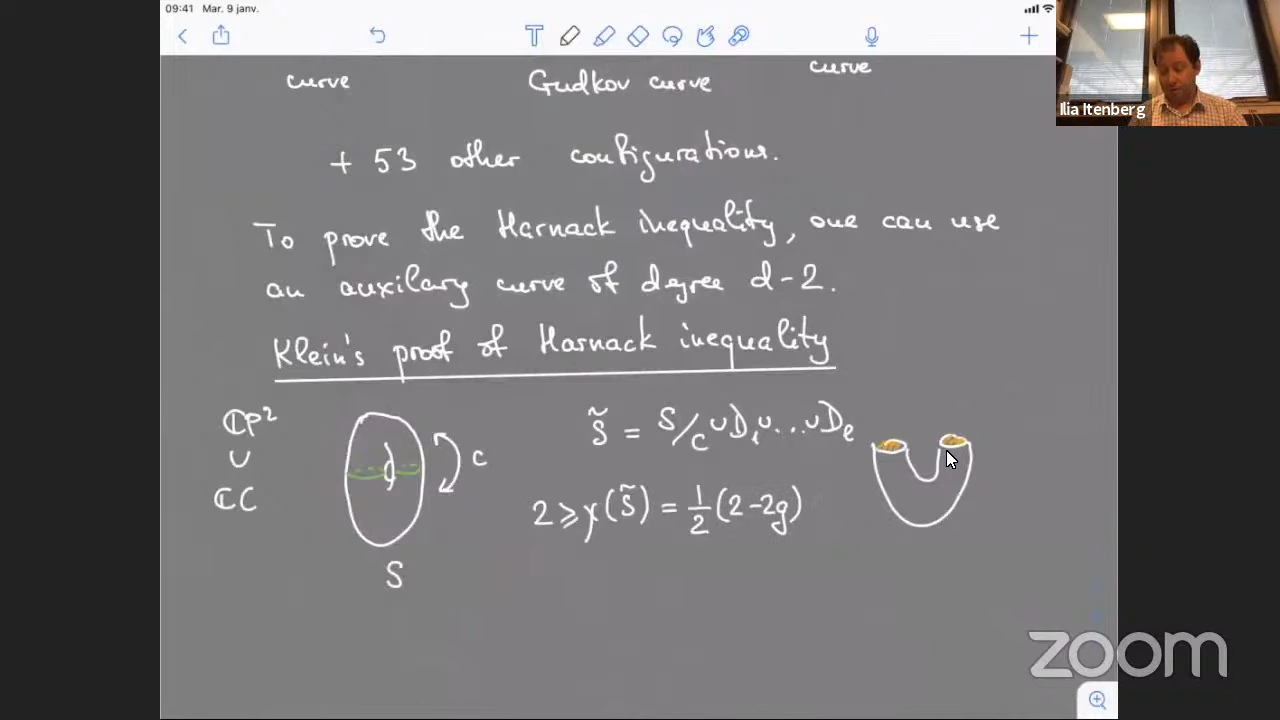 09:41 Mar. 9 janv.
Ilia Itenberg
curve Gudkov curve curve
+ 53 other configurations.
To prove the Harnack inequality, one can use
an auxilary curve of degree d-2.
Klein's proof of Harnack inequality
ℂP²
∪
ℂC
c
S
S̃ = S/c ∪ D₁ ∪ ... ∪ Dₑ
2 ≥ χ(S̃) = 1/2 (2-2g)
zoom